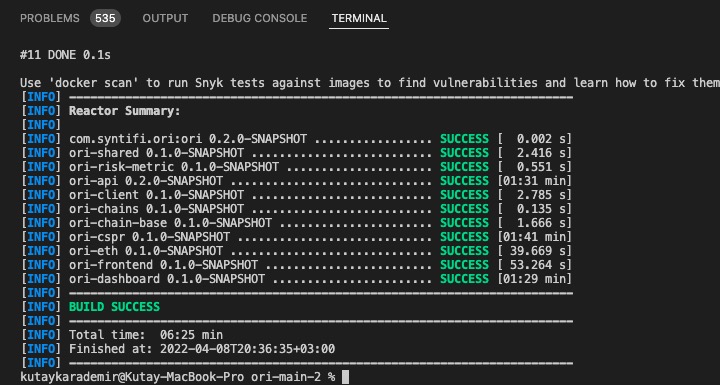 PROBLEMS 535 OUTPUT DEBUG CONSOLE TERMINAL
#11 DONE 0.1s
Use 'docker scan' to run Snyk tests against images to find vulnerabilities and learn how to fix them
[INFO] ------------------------------------------------------------------------
[INFO] Reactor Summary:
[INFO]
[INFO] com.syntifi.ori:ori 0.2.0-SNAPSHOT ................. SUCCESS [  0.002 s]
[INFO] ori-shared 0.1.0-SNAPSHOT .......................... SUCCESS [  2.416 s]
[INFO] ori-risk-metric 0.1.0-SNAPSHOT ..................... SUCCESS [  0.551 s]
[INFO] ori-api 0.2.0-SNAPSHOT ............................. SUCCESS [01:31 min]
[INFO] ori-client 0.1.0-SNAPSHOT .......................... SUCCESS [  2.785 s]
[INFO] ori-chains 0.1.0-SNAPSHOT .......................... SUCCESS [  0.135 s]
[INFO] ori-chain-base 0.1.0-SNAPSHOT ...................... SUCCESS [  1.666 s]
[INFO] ori-cspr 0.1.0-SNAPSHOT ............................ SUCCESS [01:41 min]
[INFO] ori-eth 0.1.0-SNAPSHOT ............................. SUCCESS [ 39.669 s]
[INFO] ori-frontend 0.1.0-SNAPSHOT ........................ SUCCESS [ 53.264 s]
[INFO] ori-dashboard 0.1.0-SNAPSHOT ....................... SUCCESS [01:29 min]
[INFO] ------------------------------------------------------------------------
[INFO] BUILD SUCCESS
[INFO] ------------------------------------------------------------------------
[INFO] Total time:  06:25 min
[INFO] Finished at: 2022-04-08T20:36:35+03:00
[INFO] ------------------------------------------------------------------------
kutaykarademir@Kutay-MacBook-Pro ori-main-2 %